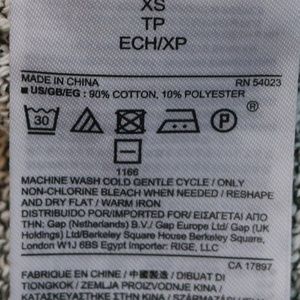 XS
TP
ECH/XP
MADE IN CHINA RN 54023
■ US/GB/EG : 90% COTTON, 10% POLYESTER
30 P ®
1166
MACHINE WASH COLD GENTLE CYCLE / ONLY
NON-CHLORINE BLEACH WHEN NEEDED / RESHAPE
AND DRY FLAT / WARM IRON
DISTRIBUIDO POR/IMPORTED FOR/ΕΙΣΑΓΕΤΑΙ ΑΠΟ
ΤΗΝ: Gap (Netherlands) B.V./ Gap Europe Ltd/ Gap (UK
Holdings) Ltd/Berkeley Square House Berkeley Square,
London W1J 6BS Egypt Importer: RIGE, LLC
CA 17897
FABRIQUE EN CHINE / 中国制造 / DIBUAT DI
TIONGKOK / ZEMLJA PROIZVODNJE KINA /
ΚΑΤΑΣΚΕΥΑΣΤΗΚΕ ΣΤΗΝ ΚΙΝΑ /